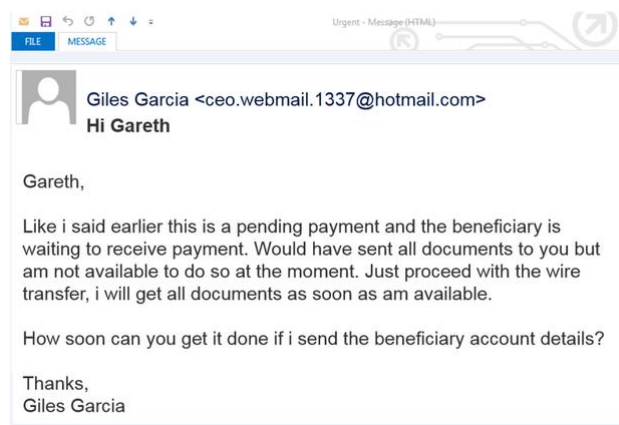 Urgent - Message (HTML)
FILE MESSAGE
Giles Garcia <ceo.webmail.1337@hotmail.com>
Hi Gareth
Gareth,
Like i said earlier this is a pending payment and the beneficiary is
waiting to receive payment. Would have sent all documents to you but
am not available to do so at the moment. Just proceed with the wire
transfer, i will get all documents as soon as am available.
How soon can you get it done if i send the beneficiary account details?
Thanks,
Giles Garcia